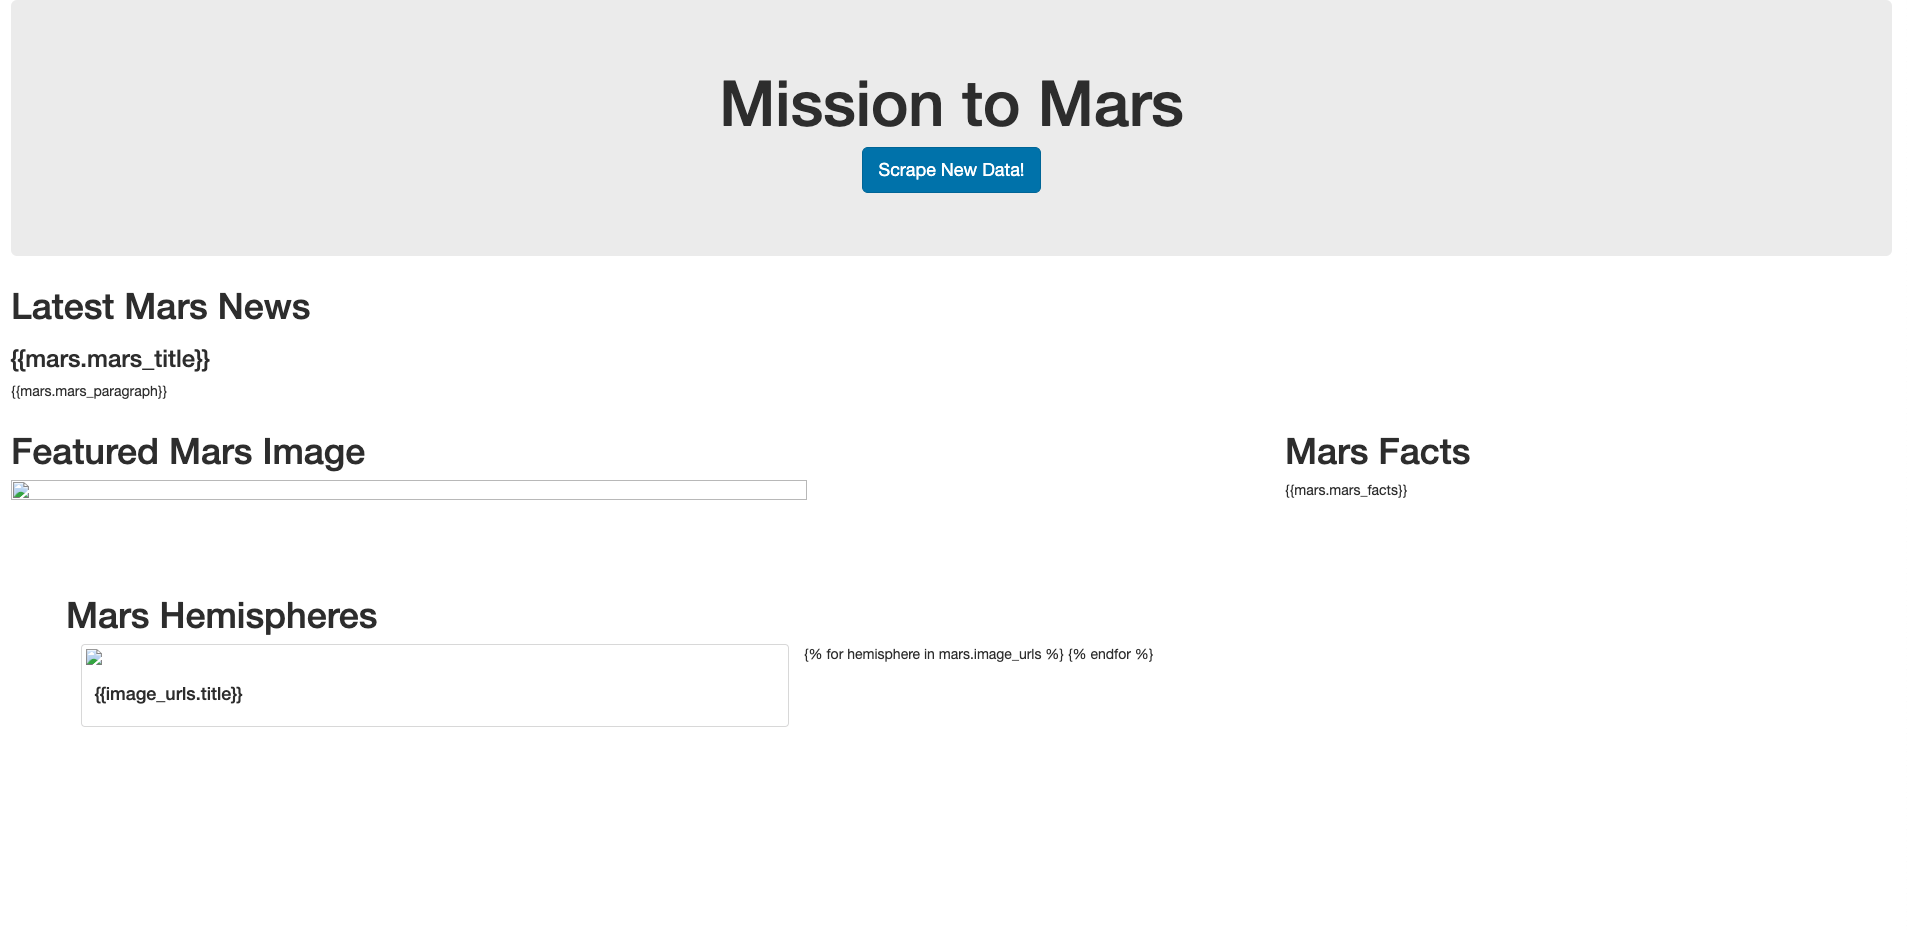 Mission to Mars
Scrape New Data!
Latest Mars News
{{mars.mars_title}}
{{mars.mars_paragraph}}
Featured Mars Image
Mars Facts
{{mars.mars_facts}}
Mars Hemispheres
{% for hemisphere in mars.image_urls %} {% endfor %}
{{image_urls.title}}